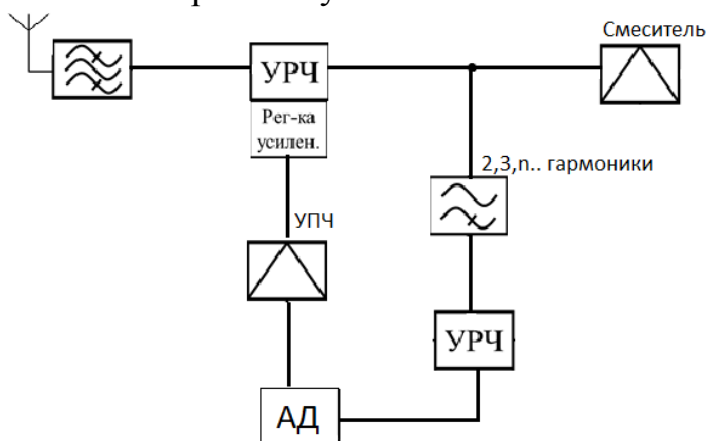 Смеситель
УРЧ
Рег-ка
усилен.
2,3,n.. гармоники
УПЧ
УРЧ
АД